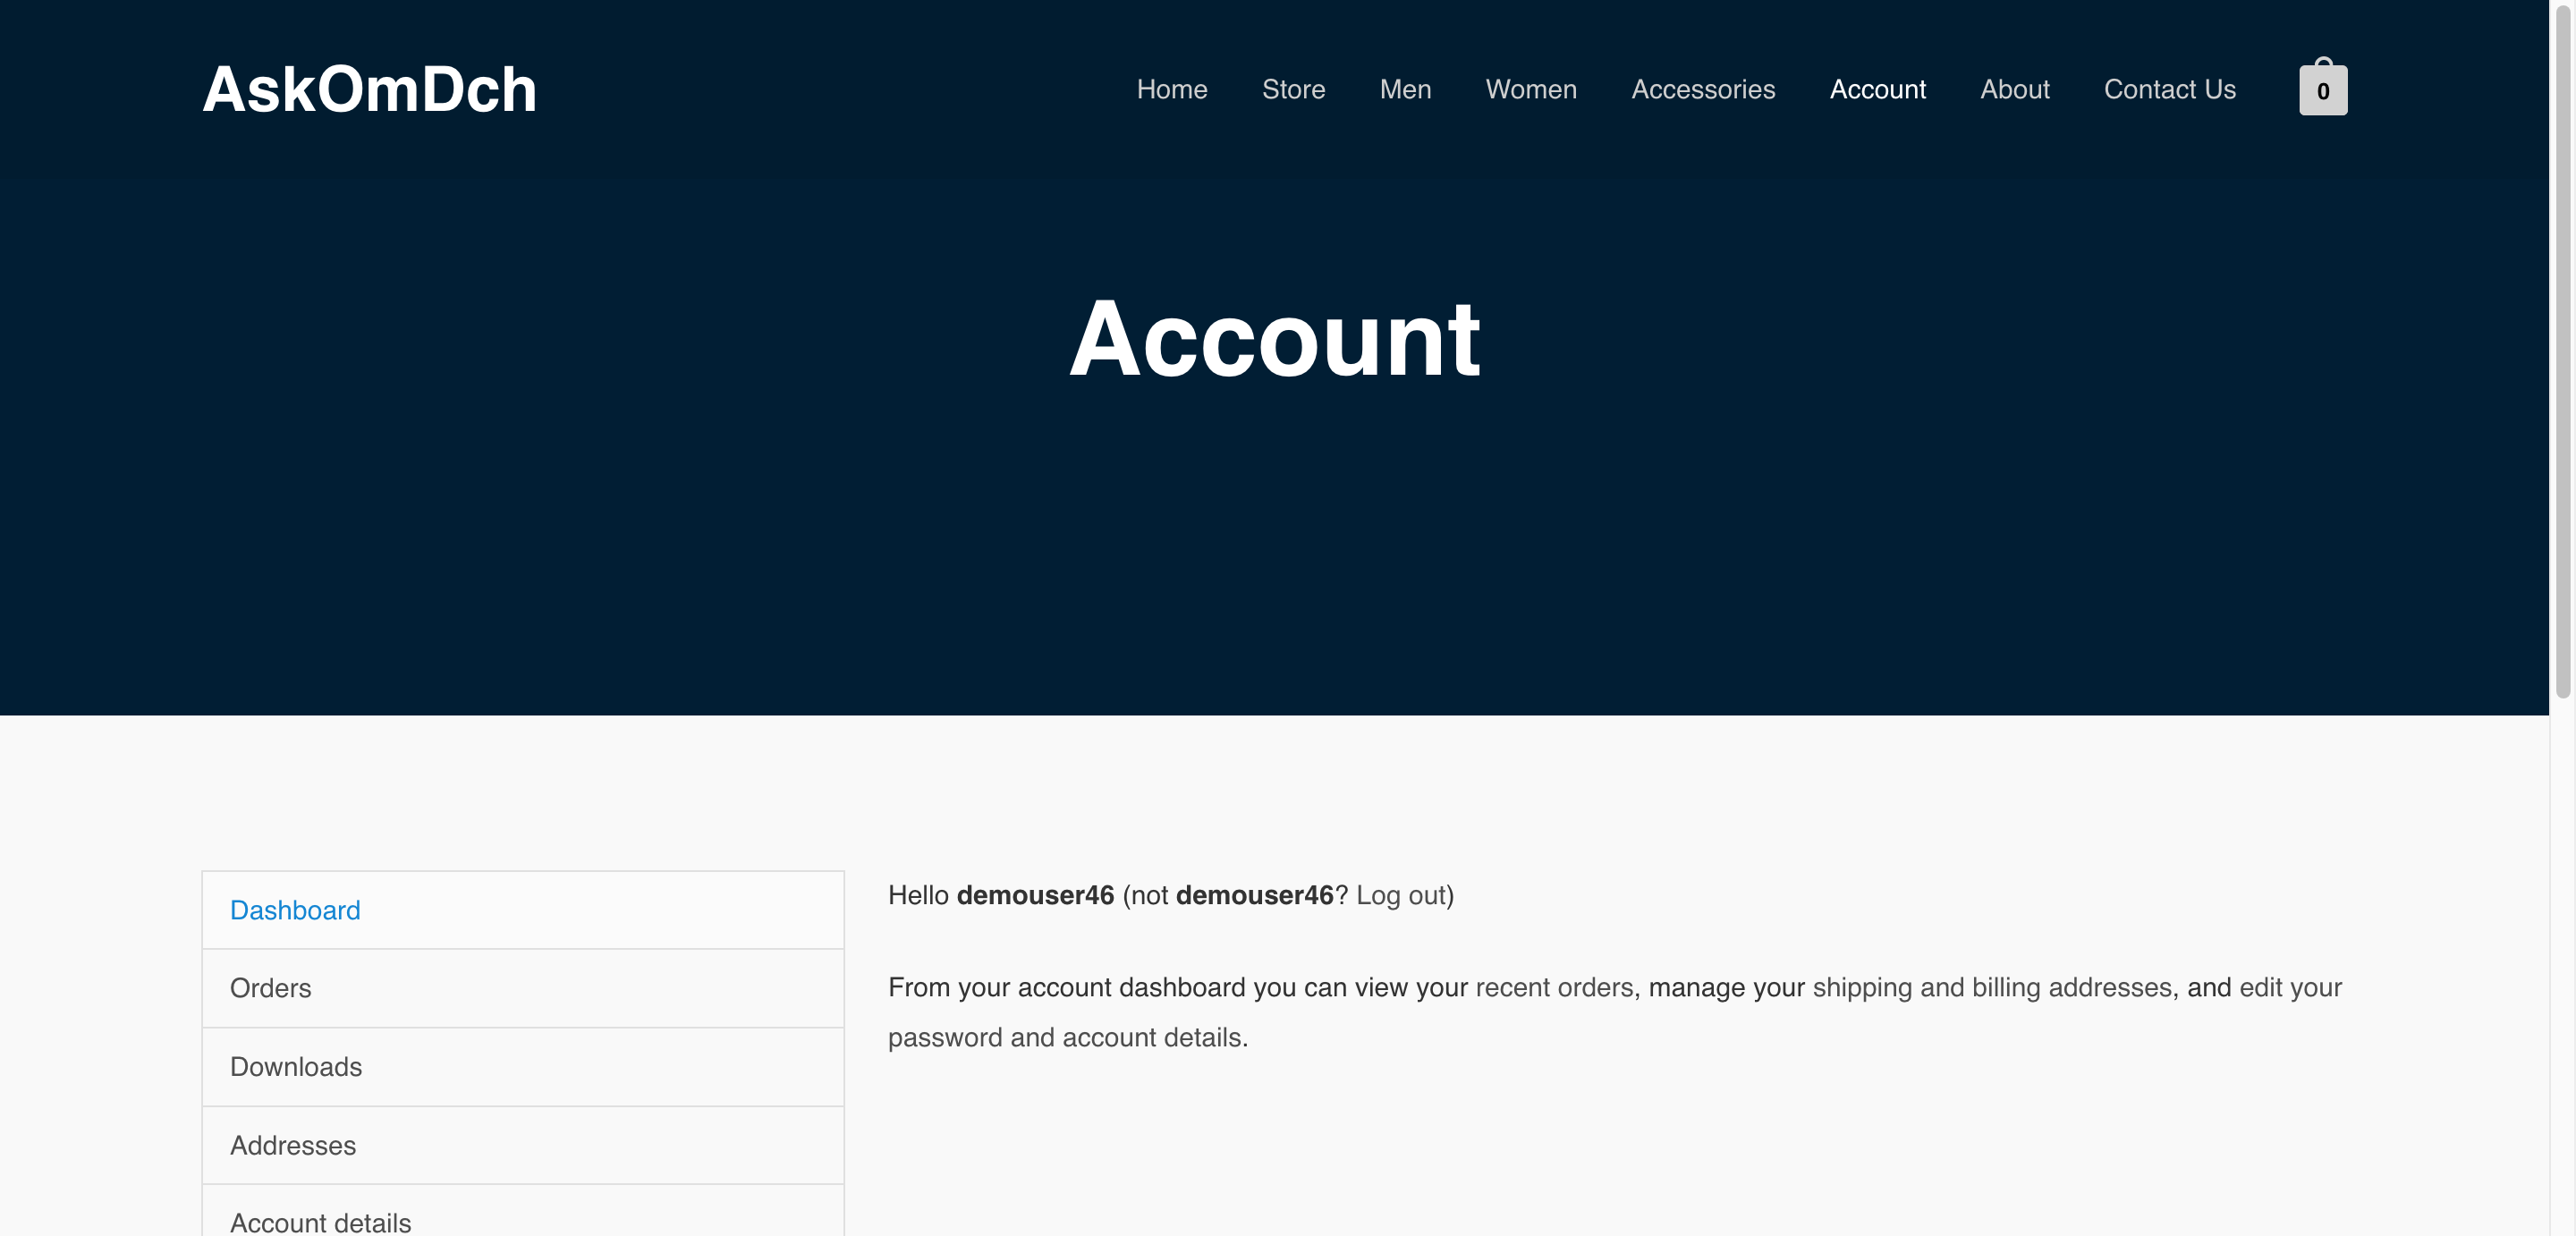 AskOmDch
Home Store Men Women Accessories Account About Contact Us 0
Account
Dashboard
Orders
Downloads
Addresses
Account details
Hello demouser46 (not demouser46? Log out)
From your account dashboard you can view your recent orders, manage your shipping and billing addresses, and edit your
password and account details.